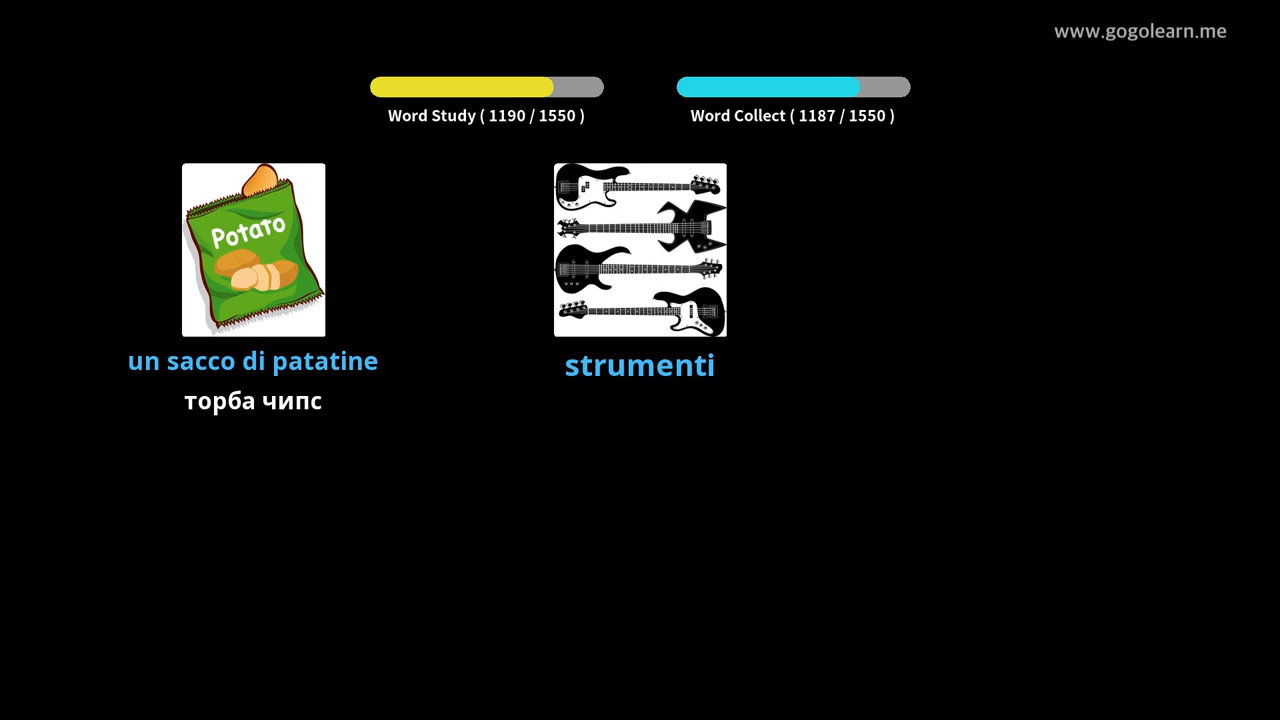 www.gogolearn.me
Word Study ( 1190 / 1550 )
Word Collect ( 1187 / 1550 )
Potato
un sacco di patatine
торба чипс
strumenti